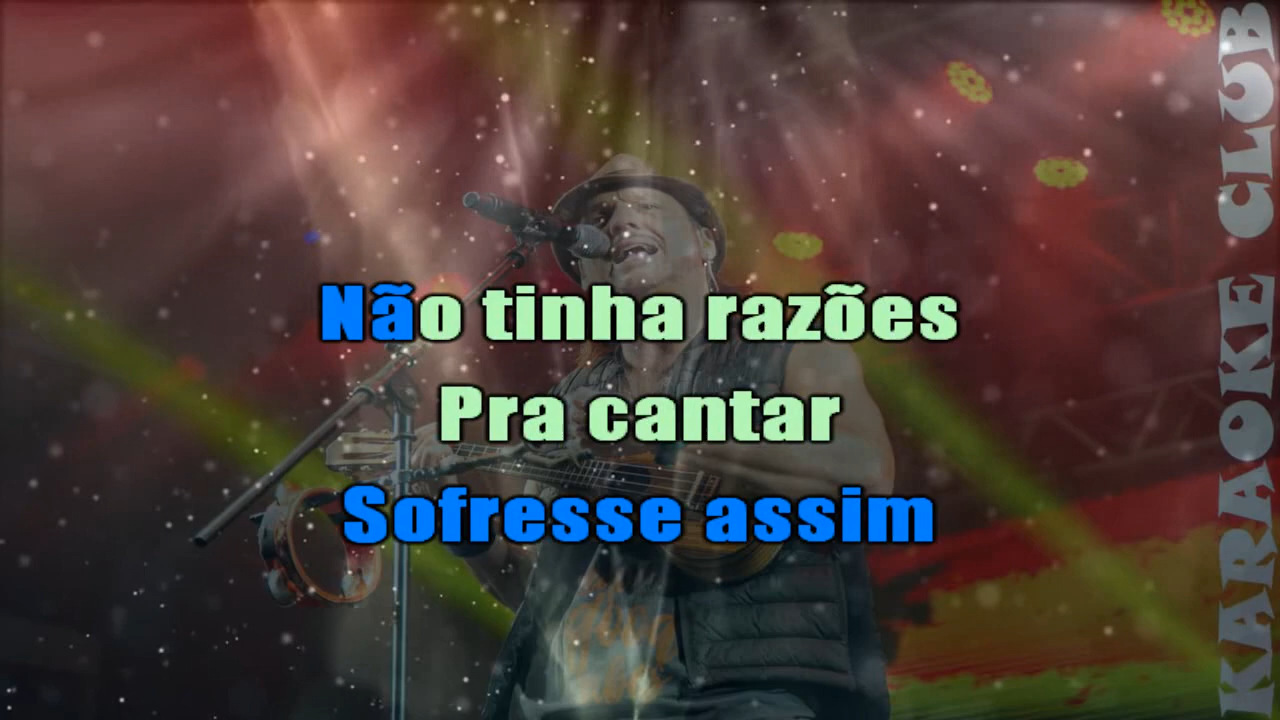 Não tinha razões
Pra cantar
Sofresse assim
KARAOKE CLUB